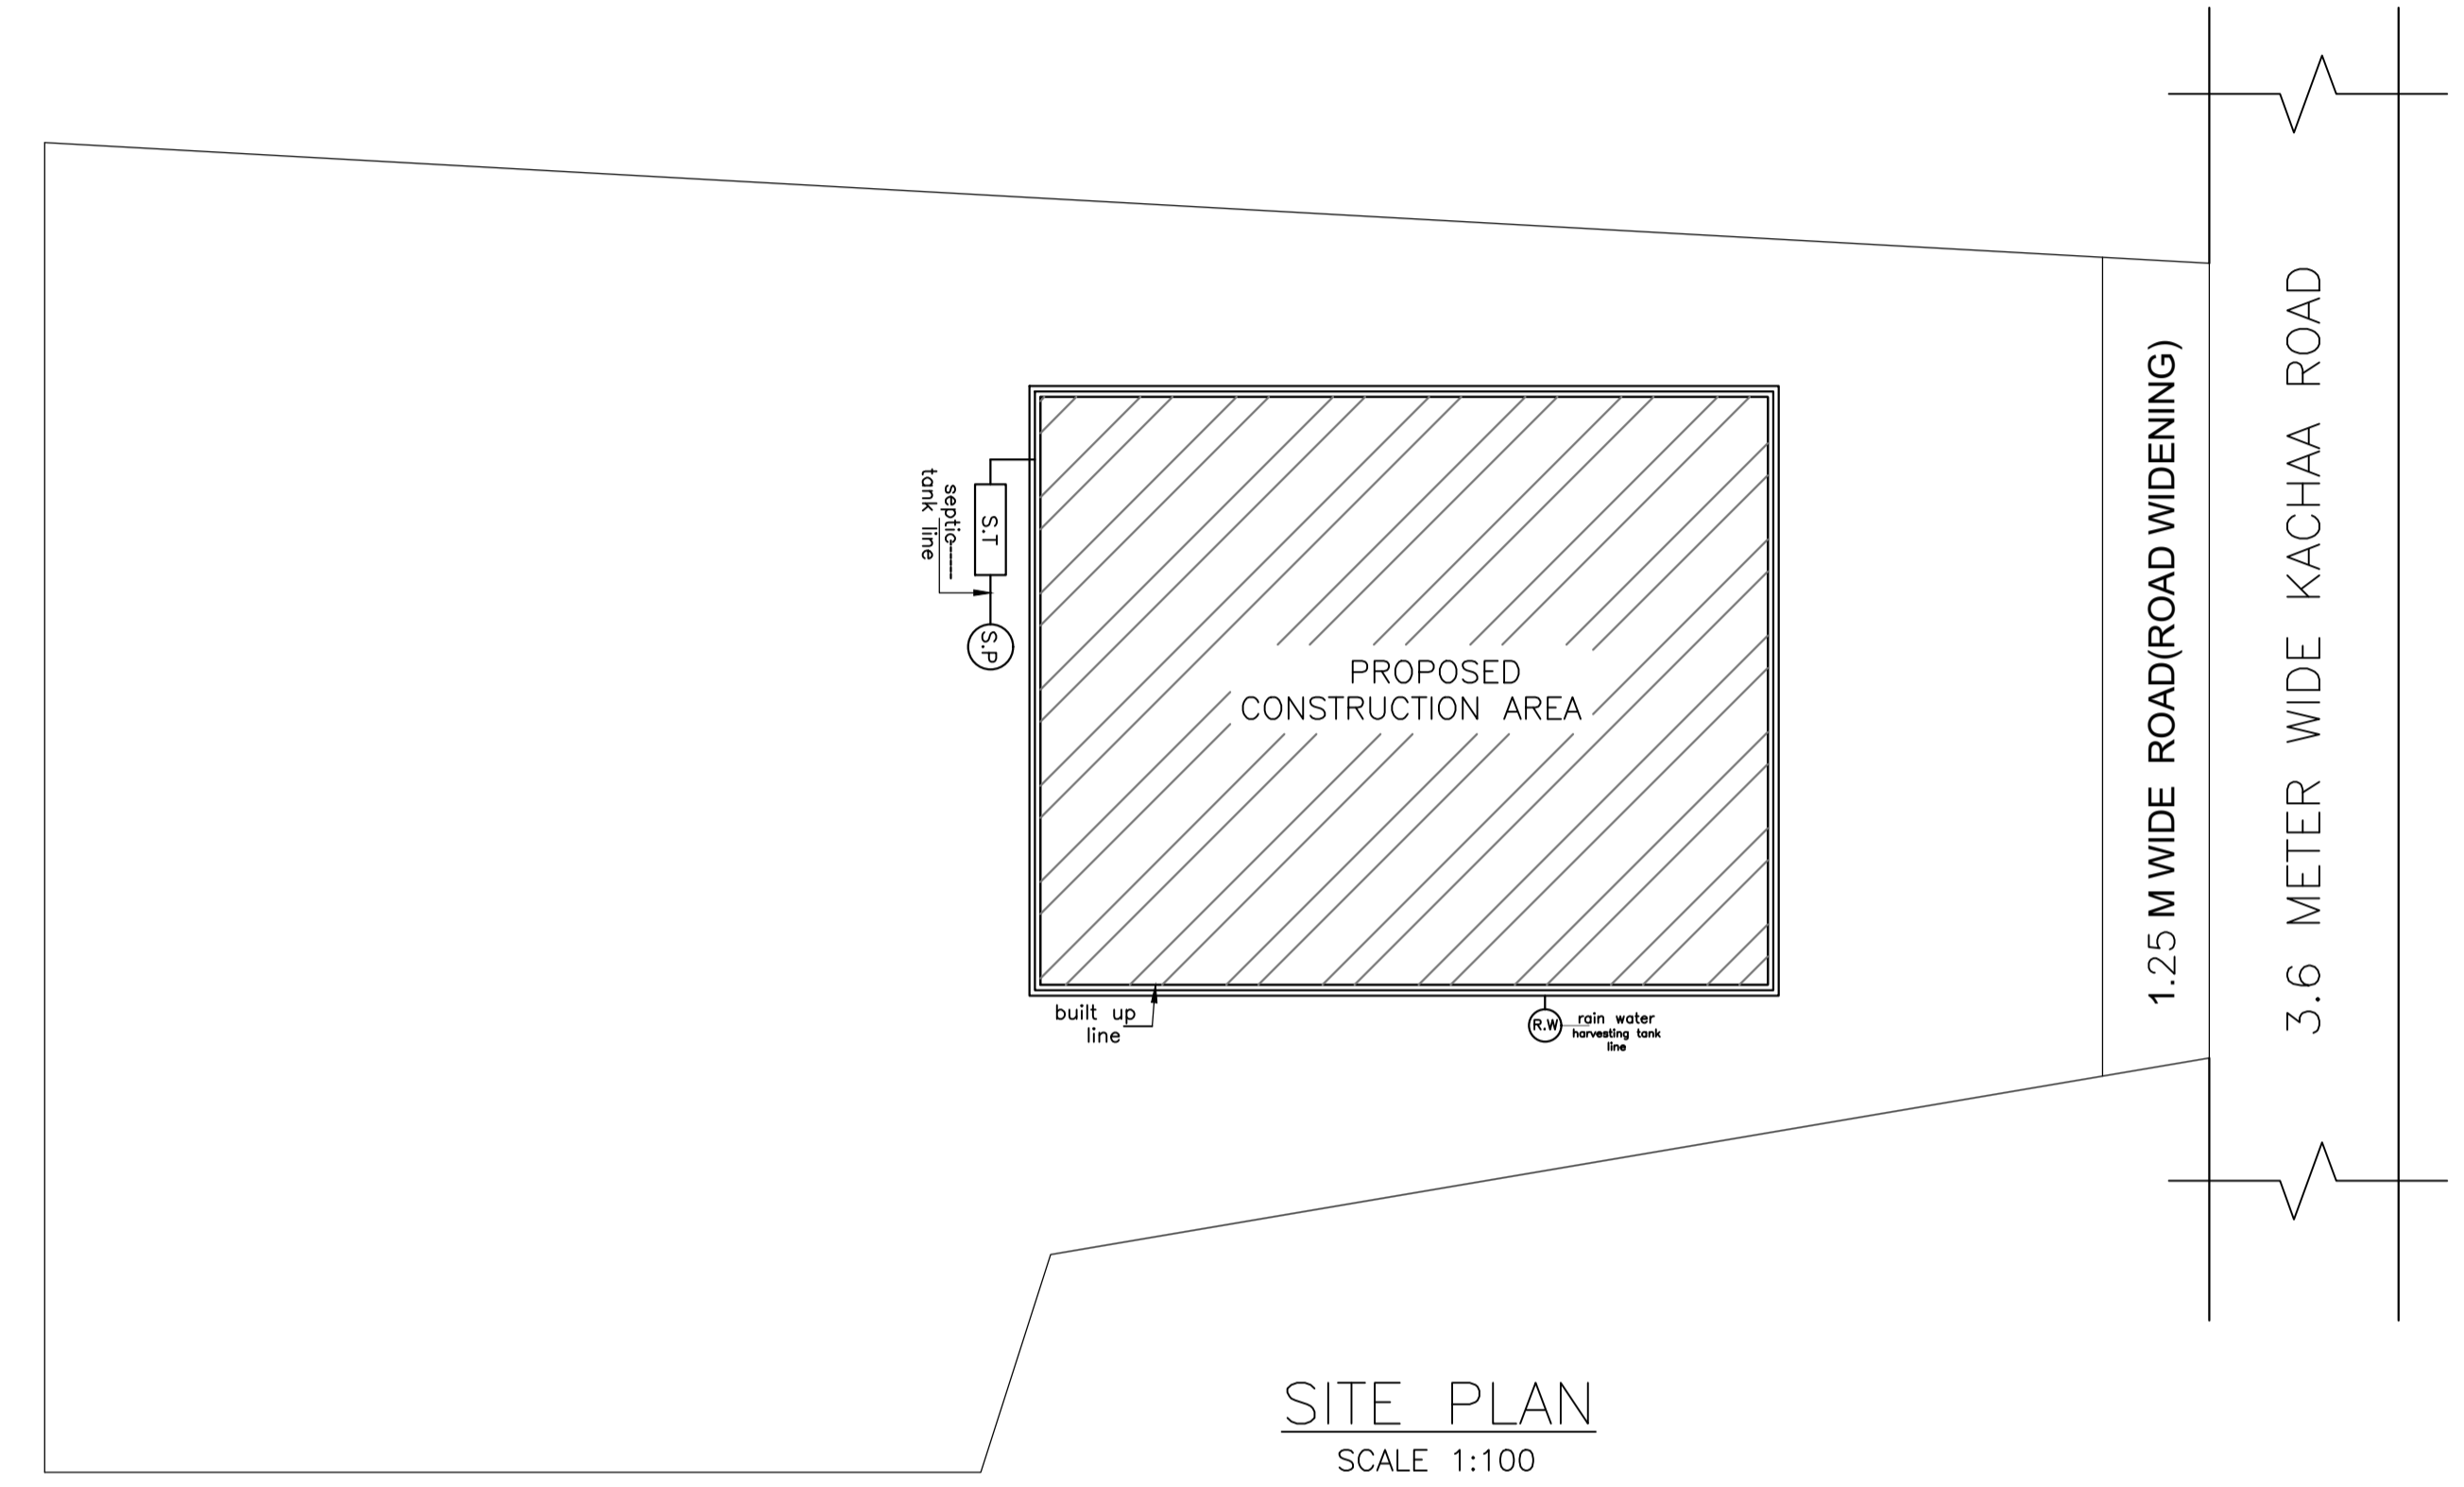 septic------
tank line
S.T
S.P
PROPOSED
CONSTRUCTION AREA
built up
line
R.W
rain water
harvesting tank
line
1.25 M WIDE ROAD(ROAD WIDENING)
3.6 METER WIDE KACHAA ROAD
SITE PLAN
SCALE 1:100